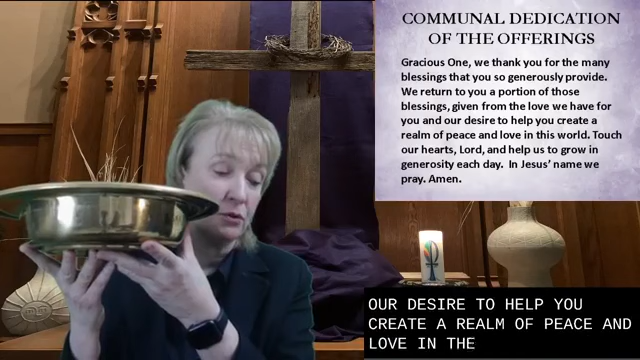 COMMUNAL DEDICATION
OF THE OFFERINGS
Gracious One, we thank you for the many
blessings that you so generously provide.
We return to you a portion of those
blessings, given from the love we have for
you and our desire to help you create a
realm of peace and love in this world. Touch
our hearts, Lord, and help us to grow in
generosity each day.  In Jesus' name we
pray. Amen.
OUR DESIRE TO HELP YOU
CREATE A REALM OF PEACE AND
LOVE IN THE